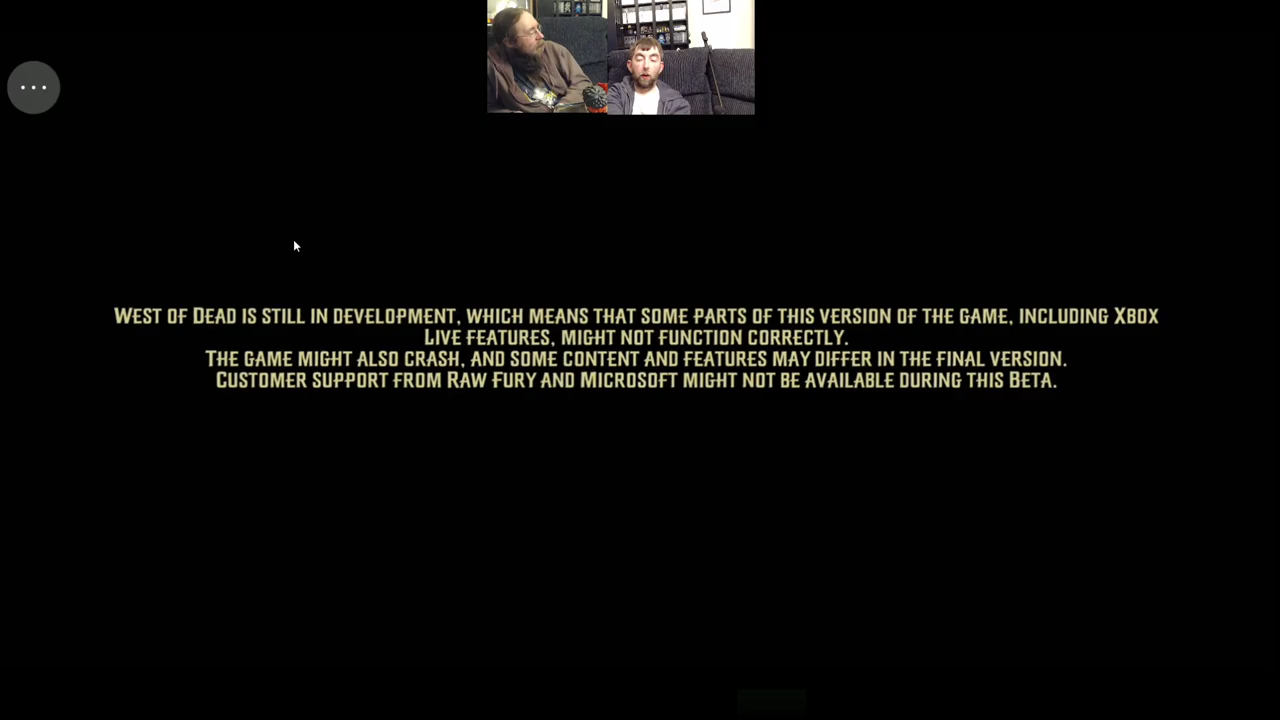 West of Dead is still in development, which means that some parts of this version of the game, including Xbox
Live features, might not function correctly.
The game might also crash, and some content and features may differ in the final version.
Customer support from Raw Fury and Microsoft might not be available during this Beta.